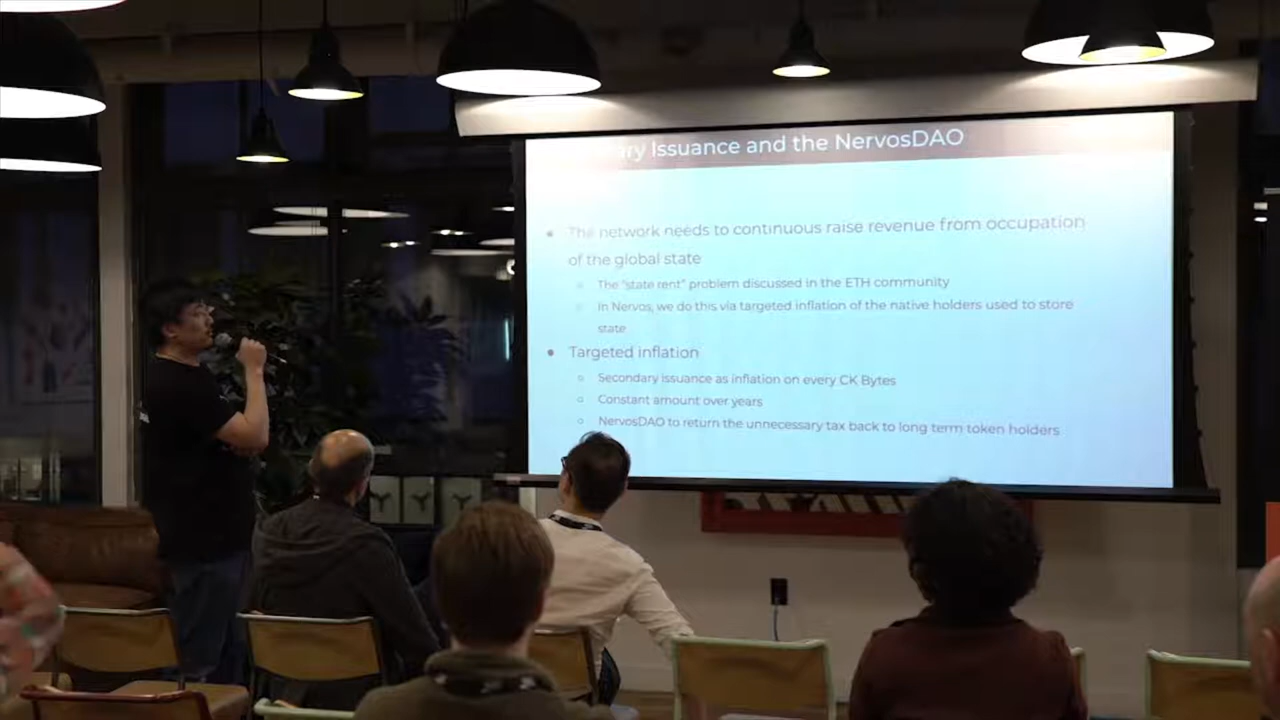 ry Issuance and the NervosDAO
The network needs to continuous raise revenue from occupation
of the global state
The "state rent" problem discussed in the ETH community
In Nervos, we do this via targeted inflation of the native holders used to store
state
Targeted inflation
Secondary issuance as inflation on every CK Bytes
Constant amount over years
NervosDAO to return the unnecessary tax back to long term token holders